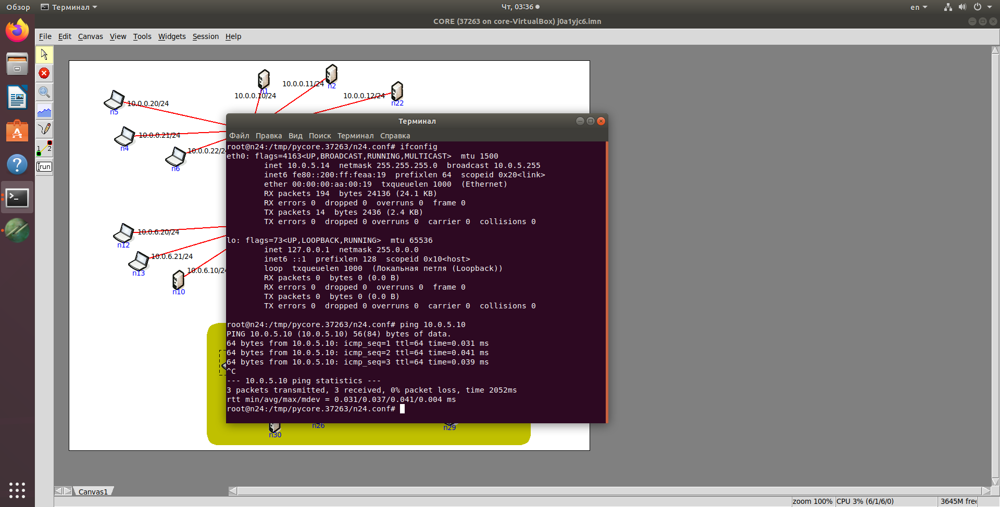 Обзор Терминал Чт, 03:36 en
CORE (37263 on core-VirtualBox) j0a1yjc6.imn
File Edit Canvas View Tools Widgets Session Help
10.0.0.11/24 n2
n1
10.0.0.10/24 10.0.0.12/24
n22
10.0.0.20/24
n5
10.0.0.21/24
n4
10.0.0.22/2
n6
1 2
run
10.0.6.20/24
n12
10.0.6.21/24
n13
10.0.6.10/24
n10
Терминал
Файл Правка Вид Поиск Терминал Справка
root@n24:/tmp/pycore.37263/n24.conf# ifconfig
eth0: flags=4163<UP,BROADCAST,RUNNING,MULTICAST>  mtu 1500
        inet 10.0.5.14  netmask 255.255.255.0  broadcast 10.0.5.255
        inet6 fe80::200:ff:feaa:19  prefixlen 64  scopeid 0x20<link>
        ether 00:00:00:aa:00:19  txqueuelen 1000  (Ethernet)
        RX packets 194  bytes 24136 (24.1 KB)
        RX errors 0  dropped 0  overruns 0  frame 0
        TX packets 14  bytes 2436 (2.4 KB)
        TX errors 0  dropped 0 overruns 0  carrier 0  collisions 0
lo: flags=73<UP,LOOPBACK,RUNNING>  mtu 65536
        inet 127.0.0.1  netmask 255.0.0.0
        inet6 ::1  prefixlen 128  scopeid 0x10<host>
        loop  txqueuelen 1000  (Локальная петля (Loopback))
        RX packets 0  bytes 0 (0.0 B)
        RX errors 0  dropped 0  overruns 0  frame 0
        TX packets 0  bytes 0 (0.0 B)
        TX errors 0  dropped 0 overruns 0  carrier 0  collisions 0
root@n24:/tmp/pycore.37263/n24.conf# ping 10.0.5.10
PING 10.0.5.10 (10.0.5.10) 56(84) bytes of data.
64 bytes from 10.0.5.10: icmp_seq=1 ttl=64 time=0.031 ms
64 bytes from 10.0.5.10: icmp_seq=2 ttl=64 time=0.041 ms
64 bytes from 10.0.5.10: icmp_seq=3 ttl=64 time=0.039 ms
^C
--- 10.0.5.10 ping statistics ---
3 packets transmitted, 3 received, 0% packet loss, time 2052ms
rtt min/avg/max/mdev = 0.031/0.037/0.041/0.004 ms
root@n24:/tmp/pycore.37263/n24.conf#
n26 n29
n30
Canvas1
zoom 100% CPU 3% (6/1/6/0) 3645M free